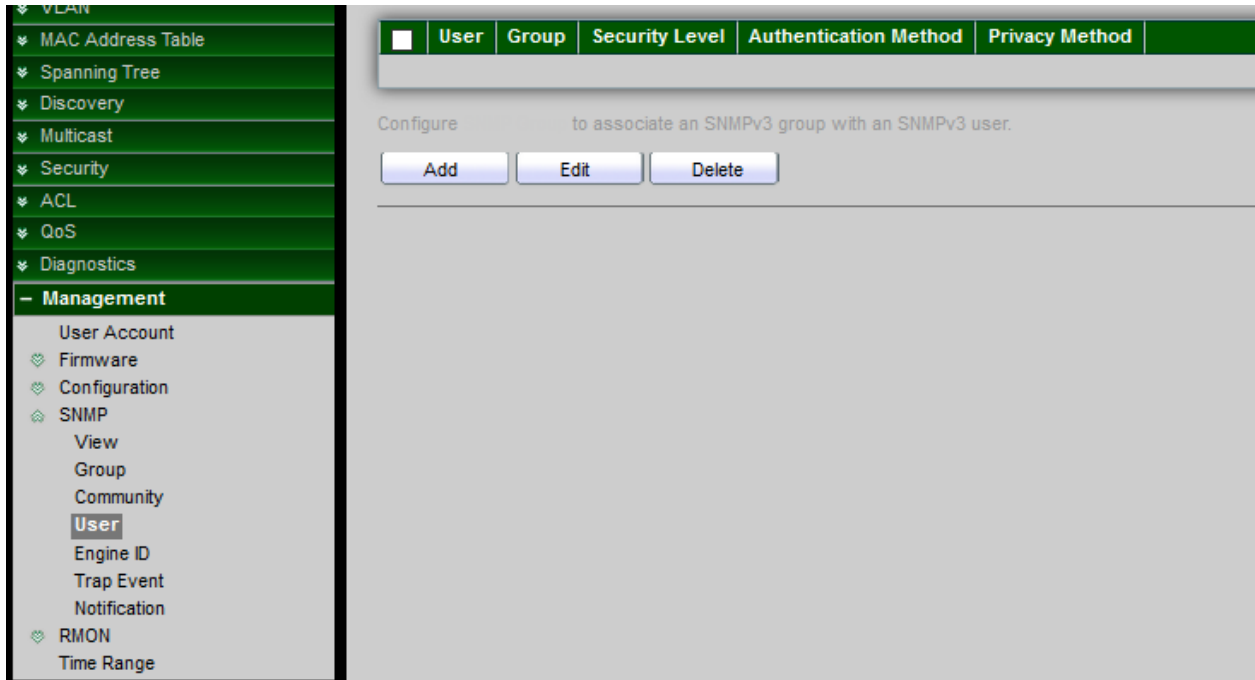 VLAN
MAC Address Table
Spanning Tree
Discovery
Multicast
Security
ACL
QoS
Diagnostics
Management
User Account
Firmware
Configuration
SNMP
View
Group
Community
User
Engine ID
Trap Event
Notification
RMON
Time Range
User Group Security Level Authentication Method Privacy Method
Configure to associate an SNMPv3 group with an SNMPv3 user.
Add Edit Delete